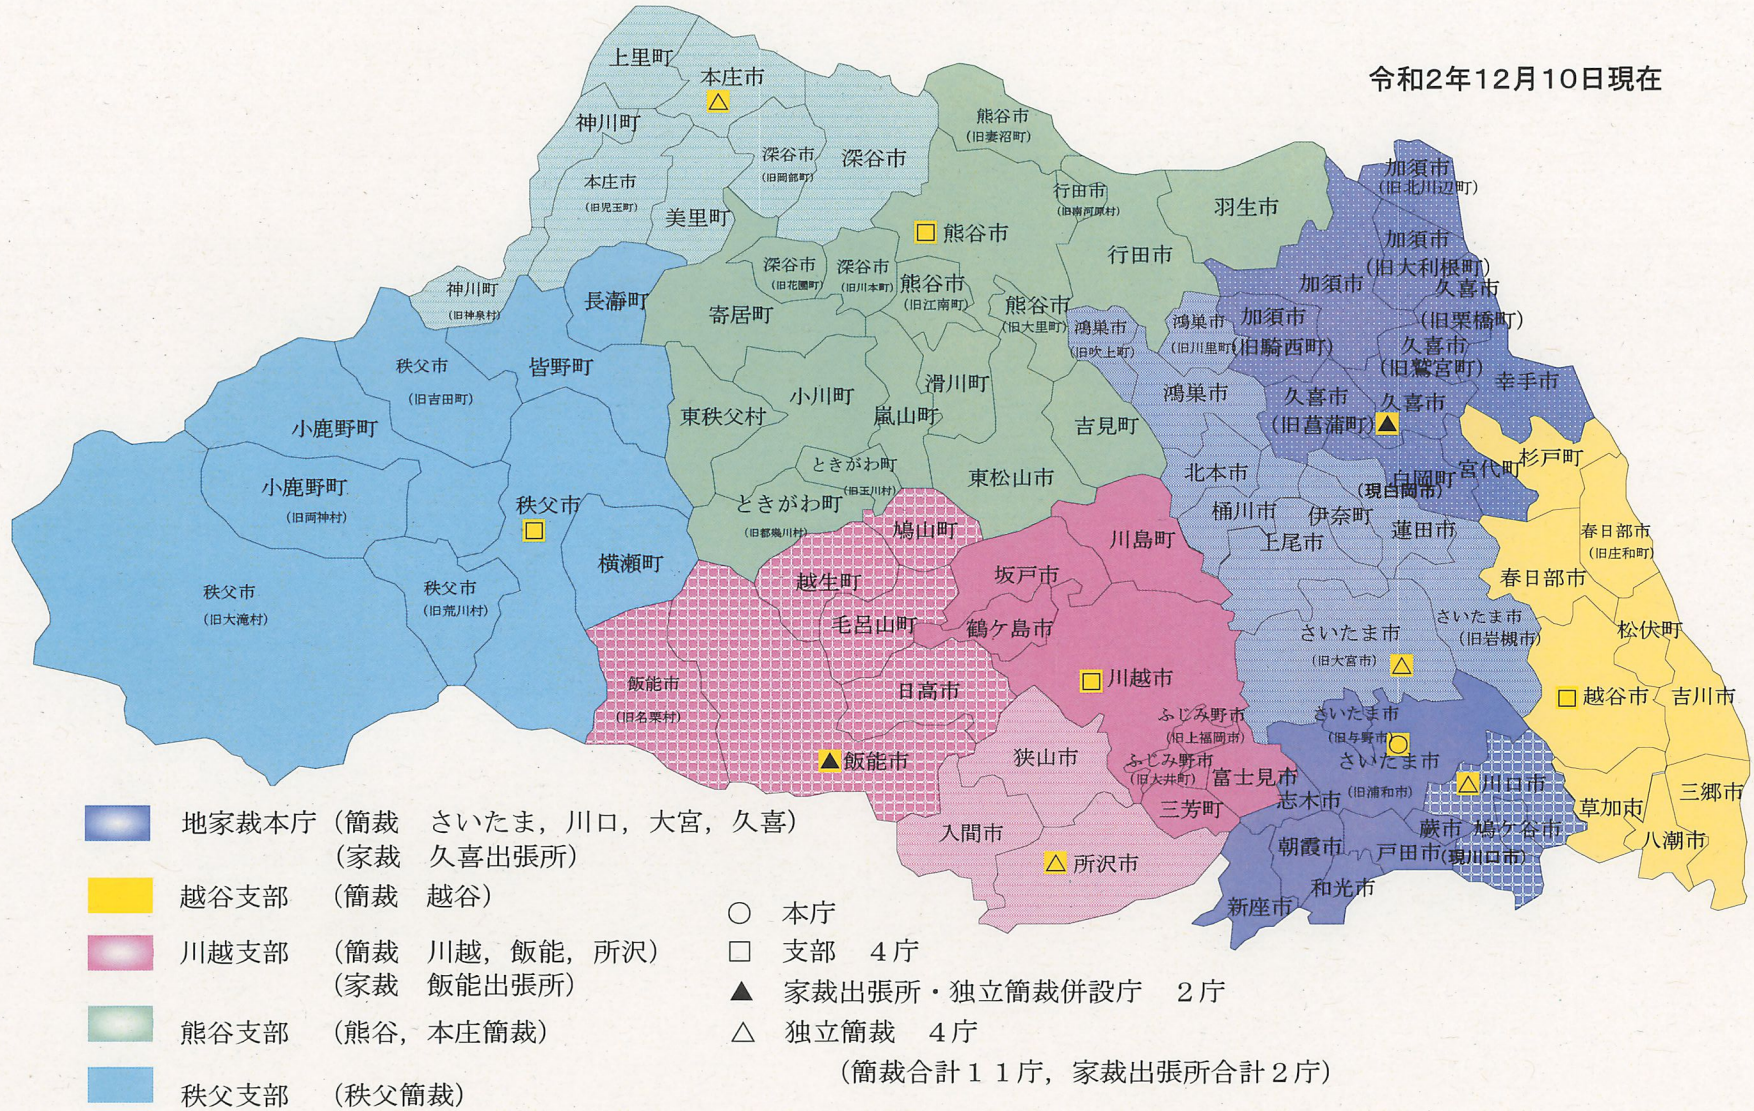 令和2年12月10日現在
上里町
本庄市
神川町
本庄市
(旧児玉町)
美里町
深谷市
(旧岡部町)
深谷市
神川町
(旧神泉村)
熊谷市
(旧妻沼町)
行田市
(旧南河原村)
羽生市
熊谷市
行田市
深谷市
(旧花園町)
深谷市
(旧川本町)
熊谷市
(旧江南町)
熊谷市
(旧大里町)
寄居町
小川町
東秩父村
嵐山町
滑川町
吉見町
東松山市
ときがわ町
(旧玉川村)
ときがわ町
(旧都幾川村)
長瀞町
皆野町
秩父市
(旧吉田町)
小鹿野町
小鹿野町
(旧両神村)
秩父市
横瀬町
秩父市
(旧荒川村)
秩父市
(旧大滝村)
加須市
(旧北川辺町)
加須市
(旧大利根町)
加須市
久喜市
(旧栗橋町)
加須市
(旧騎西町)
久喜市
(旧鷲宮町)
幸手市
久喜市
(旧菖蒲町)
久喜市
白岡町
(現白岡市)
宮代町
鴻巣市
(旧吹上町)
鴻巣市
(旧川里町)
鴻巣市
北本市
桶川市
伊奈町
上尾市
蓮田市
さいたま市
(旧大宮市)
さいたま市
(旧岩槻市)
杉戸町
春日部市
(旧庄和町)
春日部市
松伏町
越谷市
吉川市
草加市
三郷市
八潮市
鳩山町
越生町
毛呂山町
日高市
飯能市
(旧名栗村)
飯能市
川島町
坂戸市
鶴ケ島市
川越市
ふじみ野市
(旧上福岡市)
ふじみ野市
(旧大井町)
富士見市
三芳町
狭山市
入間市
所沢市
さいたま市
(旧与野市)
さいたま市
(旧浦和市)
志木市
朝霞市
新座市
和光市
戸田市
蕨市
川口市
鳩ケ谷市
(現川口市)
地家裁本庁（簡裁　さいたま，川口，大宮，久喜）
（家裁　久喜出張所）
越谷支部　（簡裁　越谷）
川越支部　（簡裁　川越，飯能，所沢）
（家裁　飯能出張所）
熊谷支部　（熊谷，本庄簡裁）
秩父支部　（秩父簡裁）
○　本庁
□　支部　４庁
▲　家裁出張所・独立簡裁併設庁　２庁
△　独立簡裁　４庁
（簡裁合計１１庁，家裁出張所合計２庁）